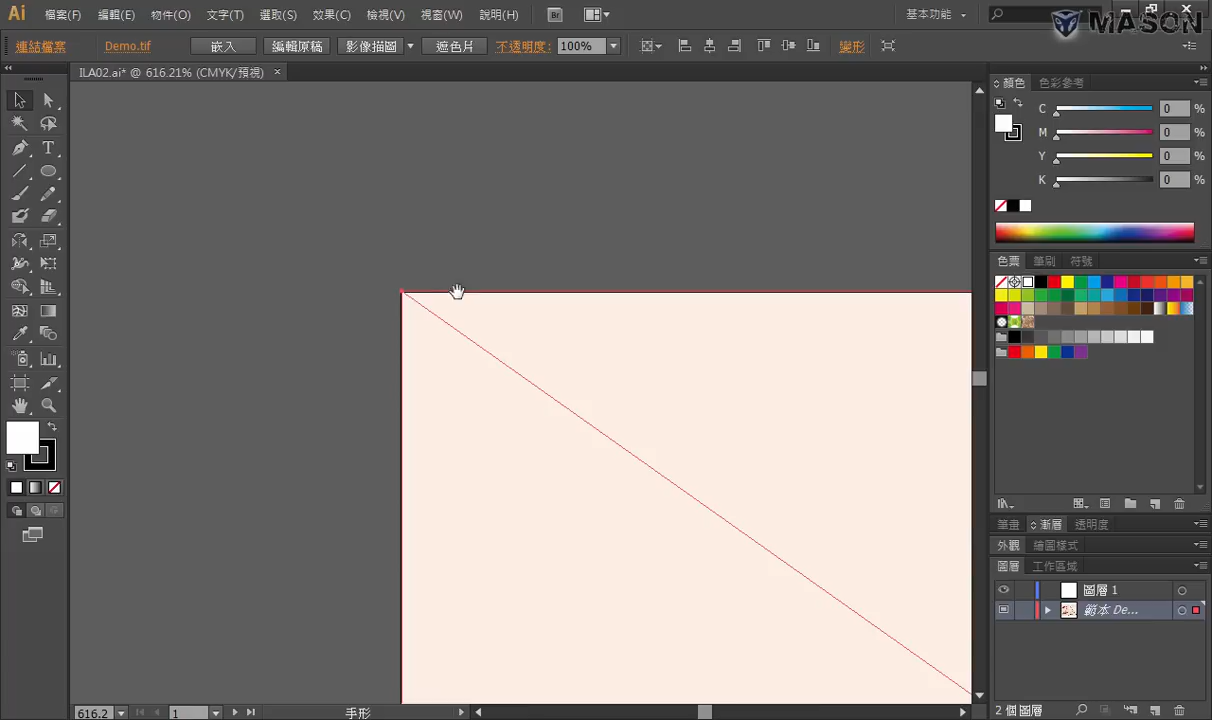 Ai 檔案(F) 編輯(E) 物件(O) 文字(T) 選取(S) 效果(C) 檢視(V) 視窗(W) 說明(H) Br 基本功能
MASON
連結檔案 Demo.tif 嵌入 編輯原稿 影像描圖 遮色片 不透明度: 100% 變形
ILA02.ai* @ 616.21% (CMYK/預視) ×
顏色 色彩參考
C 0 %
M 0 %
Y 0 %
K 0 %
色票 筆刷 符號
筆畫 漸層 透明度
外觀 繪圖樣式
圖層 工作區域
圖層 1
範本 De...
2 個圖層
616.2 1 手形